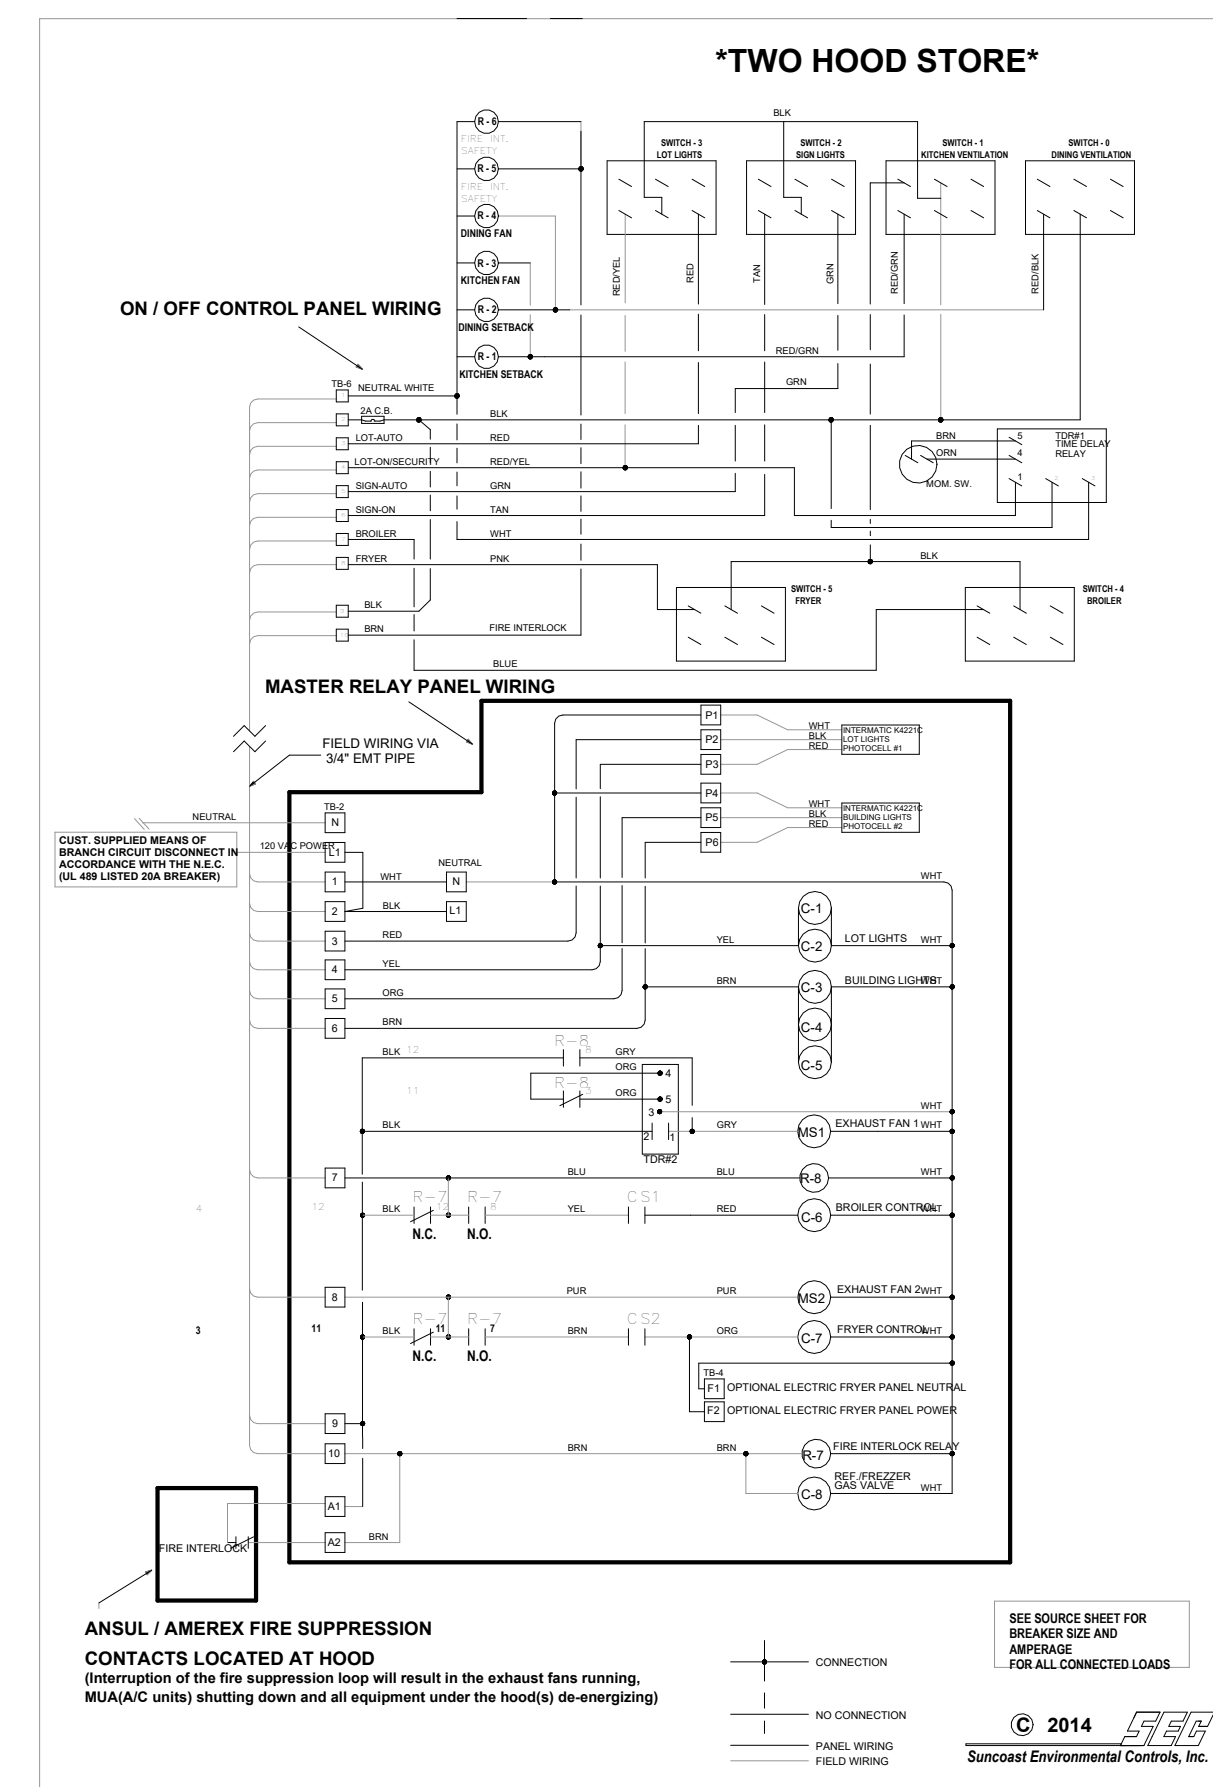 *TWO HOOD STORE*
BLK
R - 6
FIRE INT.
SAFETY
R - 5
FIRE INT.
SAFETY
R - 4
DINING FAN
R - 3
KITCHEN FAN
R - 2
DINING SETBACK
R - 1
KITCHEN SETBACK
SWITCH - 3
LOT LIGHTS
SWITCH - 2
SIGN LIGHTS
SWITCH - 1
KITCHEN VENTILATION
SWITCH - 0
DINING VENTILATION
RED/YEL
RED
TAN
GRN
RED/GRN
RED/BLK
ON / OFF CONTROL PANEL WIRING
RED/GRN
GRN
TB-6
NEUTRAL WHITE
2A C.B.
BLK
LOT-AUTO
RED
LOT-ON/SECURITY
RED/YEL
SIGN-AUTO
GRN
SIGN-ON
TAN
BROILER
WHT
FRYER
PNK
BLK
BRN
FIRE INTERLOCK
BLUE
BRN
ORN
MOM. SW.
5
4
1
TDR#1
TIME DELAY
RELAY
BLK
SWITCH - 5
FRYER
SWITCH - 4
BROILER
MASTER RELAY PANEL WIRING
FIELD WIRING VIA
3/4" EMT PIPE
P1
P2
P3
WHT
BLK
RED
INTERMATIC K4221C
LOT LIGHTS
PHOTOCELL #1
P4
P5
P6
WHT
BLK
RED
INTERMATIC K4221C
BUILDING LIGHTS
PHOTOCELL #2
NEUTRAL
TB-2
N
CUST. SUPPLIED MEANS OF
BRANCH CIRCUIT DISCONNECT IN
ACCORDANCE WITH THE N.E.C.
(UL 489 LISTED 20A BREAKER)
120 VAC POWER
L1
1
WHT
NEUTRAL
N
WHT
2
BLK
L1
3
RED
4
YEL
5
ORG
6
BRN
C-1
YEL
C-2
LOT LIGHTS
WHT
BRN
C-3
BUILDING LIGHTS
WHT
C-4
C-5
BLK
12
R-8
8
GRY
ORG
4
11
R-8
3
ORG
5
3
WHT
BLK
2
1
TDR#2
GRY
MS1
EXHAUST FAN 1
WHT
7
BLU
BLU
R-8
WHT
4
12
BLK
R-7
12
N.C.
R-7
8
N.O.
YEL
CS1
RED
C-6
BROILER CONTROL
WHT
8
PUR
PUR
MS2
EXHAUST FAN 2
WHT
3
11
BLK
R-7
11
N.C.
R-7
7
N.O.
BRN
CS2
ORG
C-7
FRYER CONTROL
WHT
TB-4
F1
OPTIONAL ELECTRIC FRYER PANEL NEUTRAL
F2
OPTIONAL ELECTRIC FRYER PANEL POWER
9
10
BRN
BRN
R-7
FIRE INTERLOCK RELAY
C-8
REF./FREZZER
GAS VALVE
WHT
A1
A2
BRN
FIRE INTERLOCK
ANSUL / AMEREX FIRE SUPPRESSION
CONTACTS LOCATED AT HOOD
(Interruption of the fire suppression loop will result in the exhaust fans running,
MUA(A/C units) shutting down and all equipment under the hood(s) de-energizing)
CONNECTION
NO CONNECTION
PANEL WIRING
FIELD WIRING
SEE SOURCE SHEET FOR
BREAKER SIZE AND
AMPERAGE
FOR ALL CONNECTED LOADS
© 2014
SEC
Suncoast Environmental Controls, Inc.